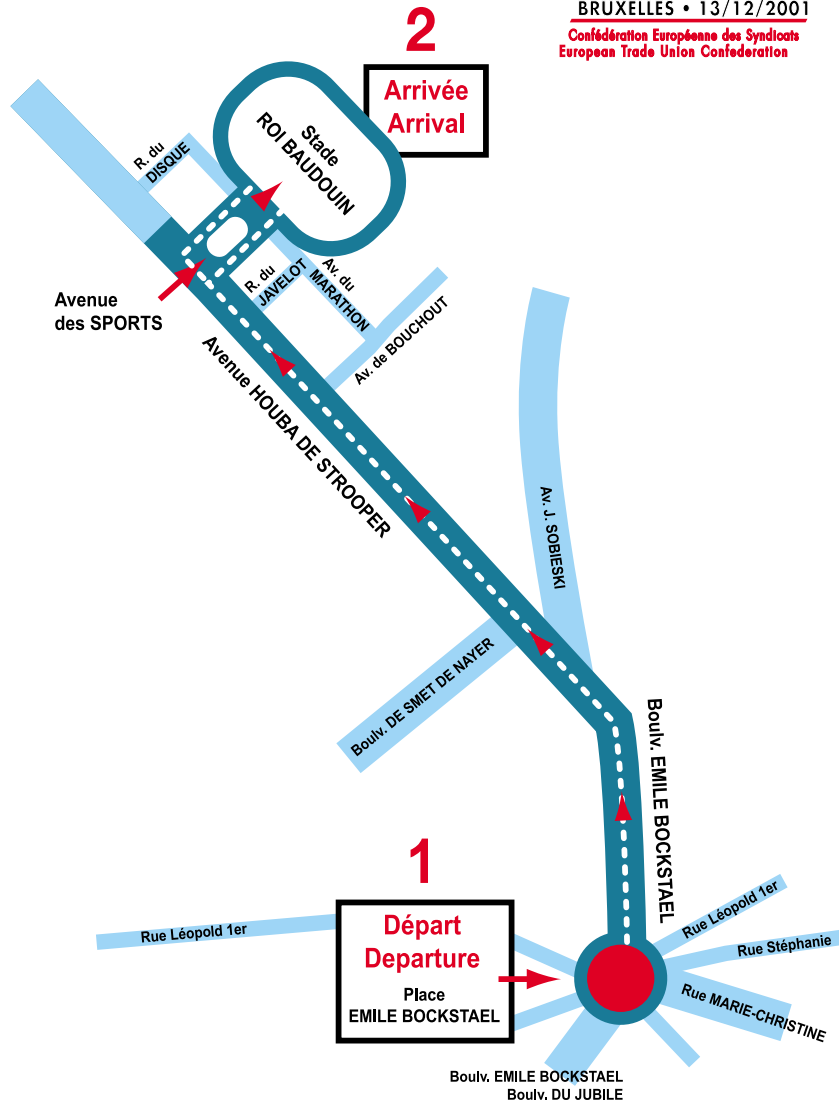 BRUXELLES • 13/12/2001
Confédération Européenne des Syndicats
European Trade Union Confederation
2
Arrivée
Arrival
Stade
ROI BAUDOUIN
R. du
DISQUE
R. du
JAVELOT
Av. du
MARATHON
Avenue
des SPORTS
Av. de BOUCHOUT
Avenue HOUBA DE STROOPER
Av. J. SOBIESKI
Boulv. DE SMET DE NAYER
Boulv. EMILE BOCKSTAEL
1
Départ
Departure
Place
EMILE BOCKSTAEL
Rue Léopold 1er
Rue Léopold 1er
Rue Stéphanie
Rue MARIE-CHRISTINE
Boulv. EMILE BOCKSTAEL
Boulv. DU JUBILE